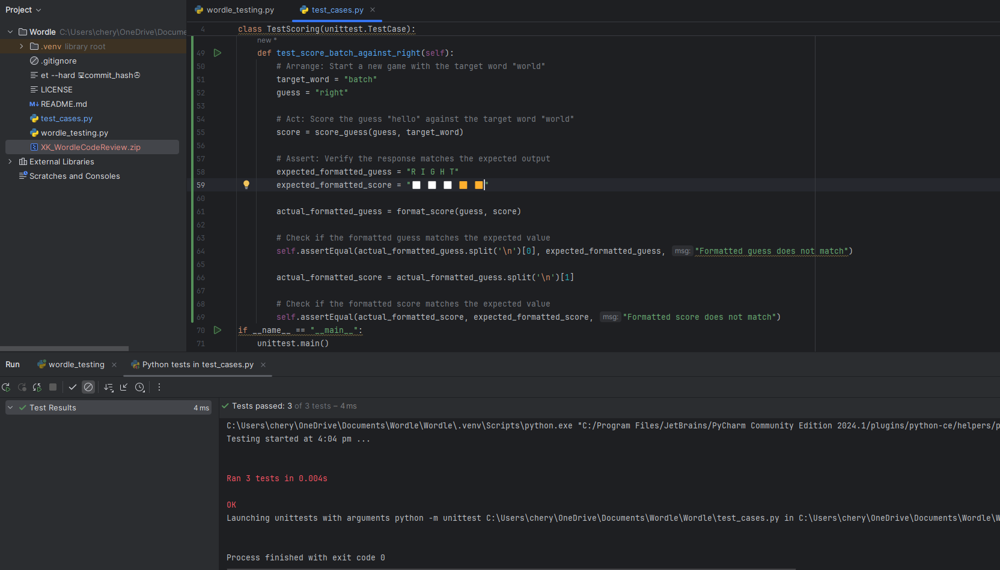 Project
wordle_testing.py
test_cases.py
Wordle C:\Users\chery\OneDrive\Docume
.venv library root
.gitignore
et --hard commit_hash
LICENSE
README.md
test_cases.py
wordle_testing.py
XK_WordleCodeReview.zip
External Libraries
Scratches and Consoles
4 class TestScoring(unittest.TestCase):
new *
49 def test_score_batch_against_right(self):
50 # Arrange: Start a new game with the target word "world"
51 target_word = "batch"
52 guess = "right"
53
54 # Act: Score the guess "hello" against the target word "world"
55 score = score_guess(guess, target_word)
56
57 # Assert: Verify the response matches the expected output
58 expected_formatted_guess = "R I G H T"
59 expected_formatted_score = "⬜ ⬜ ⬜ 🟧 🟧"
60
61 actual_formatted_guess = format_score(guess, score)
62
63 # Check if the formatted guess matches the expected value
64 self.assertEqual(actual_formatted_guess.split('\n')[0], expected_formatted_guess, msg: "Formatted guess does not match")
65
66 actual_formatted_score = actual_formatted_guess.split('\n')[1]
67
68 # Check if the formatted score matches the expected value
69 self.assertEqual(actual_formatted_score, expected_formatted_score, msg: "Formatted score does not match")
70 if __name__ == "__main__":
71 unittest.main()
Run wordle_testing Python tests in test_cases.py
Test Results 4 ms
Tests passed: 3 of 3 tests – 4 ms
C:\Users\chery\OneDrive\Documents\Wordle\Wordle\.venv\Scripts\python.exe "C:/Program Files/JetBrains/PyCharm Community Edition 2024.1/plugins/python-ce/helpers/p
Testing started at 4:04 pm ...
Ran 3 tests in 0.004s
OK
Launching unittests with arguments python -m unittest C:\Users\chery\OneDrive\Documents\Wordle\Wordle\test_cases.py in C:\Users\chery\OneDrive\Documents\Wordle\W
Process finished with exit code 0